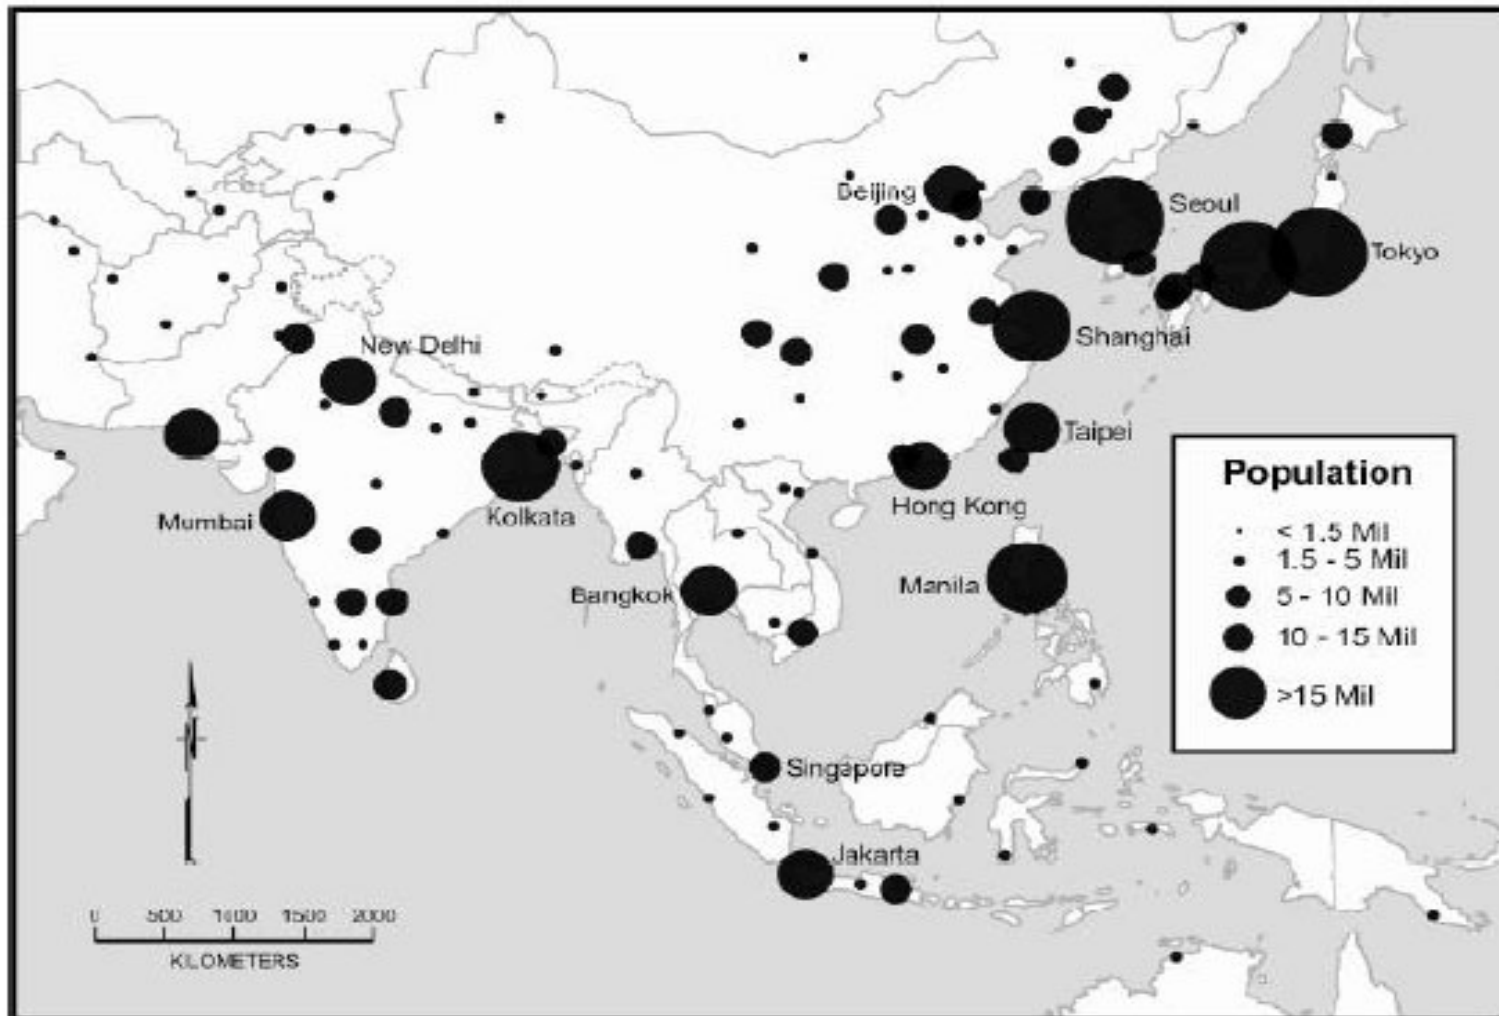 Beijing
Seoul
Tokyo
New Delhi
Shanghai
Taipei
Mumbai
Kolkata
Hong Kong
Bangkok
Manila
Singapore
Jakarta
Population
< 1.5 Mil
1.5 - 5 Mil
5 - 10 Mil
10 - 15 Mil
>15 Mil
0 500 1000 1500 2000
KILOMETERS